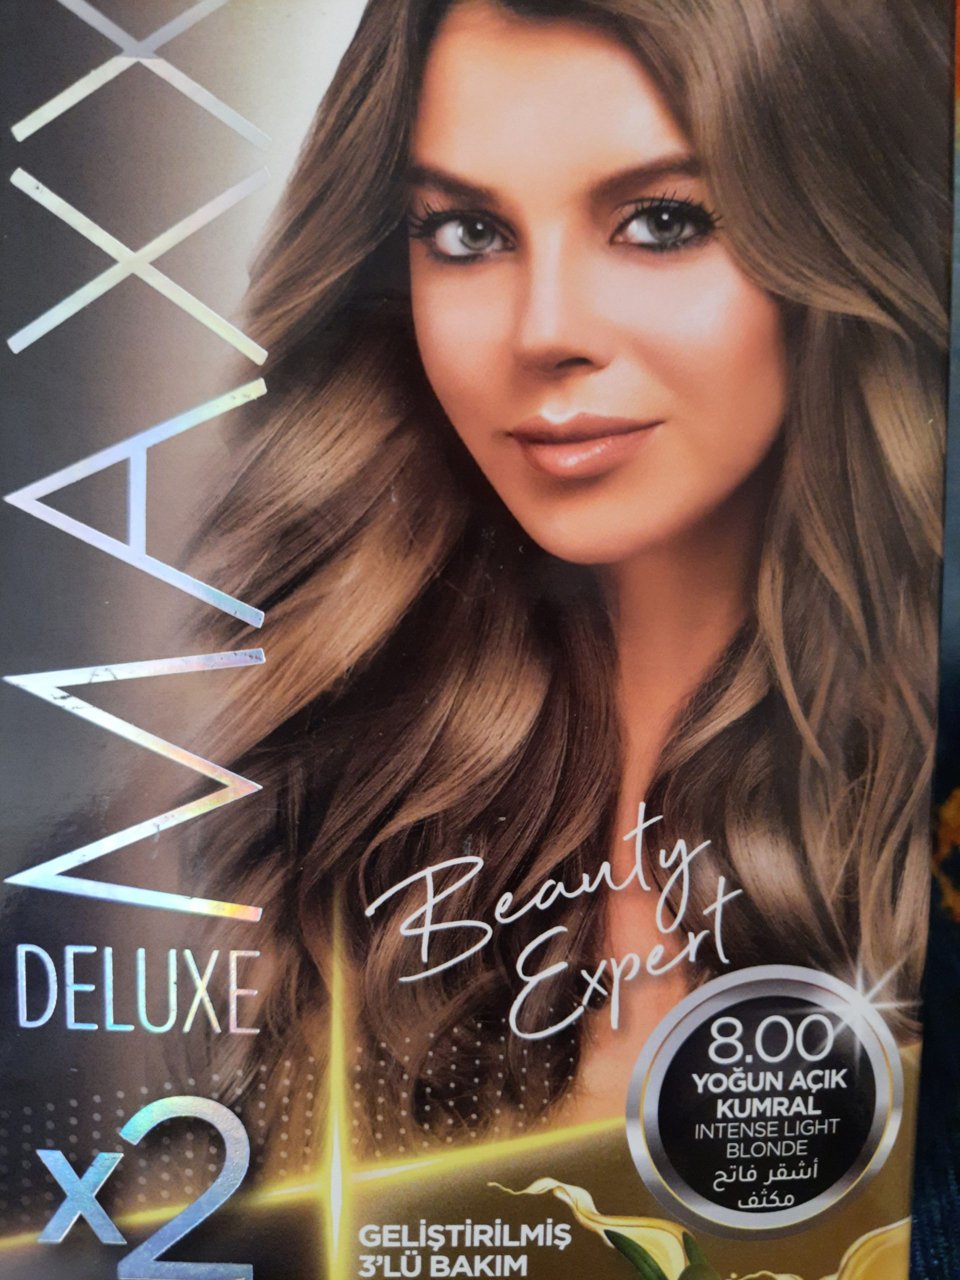 MAXX
DELUXE
x2
Beauty
Expert
8.00
YOĞUN AÇIK
KUMRAL
INTENSE LIGHT
BLONDE
أشقر فاتح
مكثف
GELİŞTİRİLMİŞ
3'LÜ BAKIM